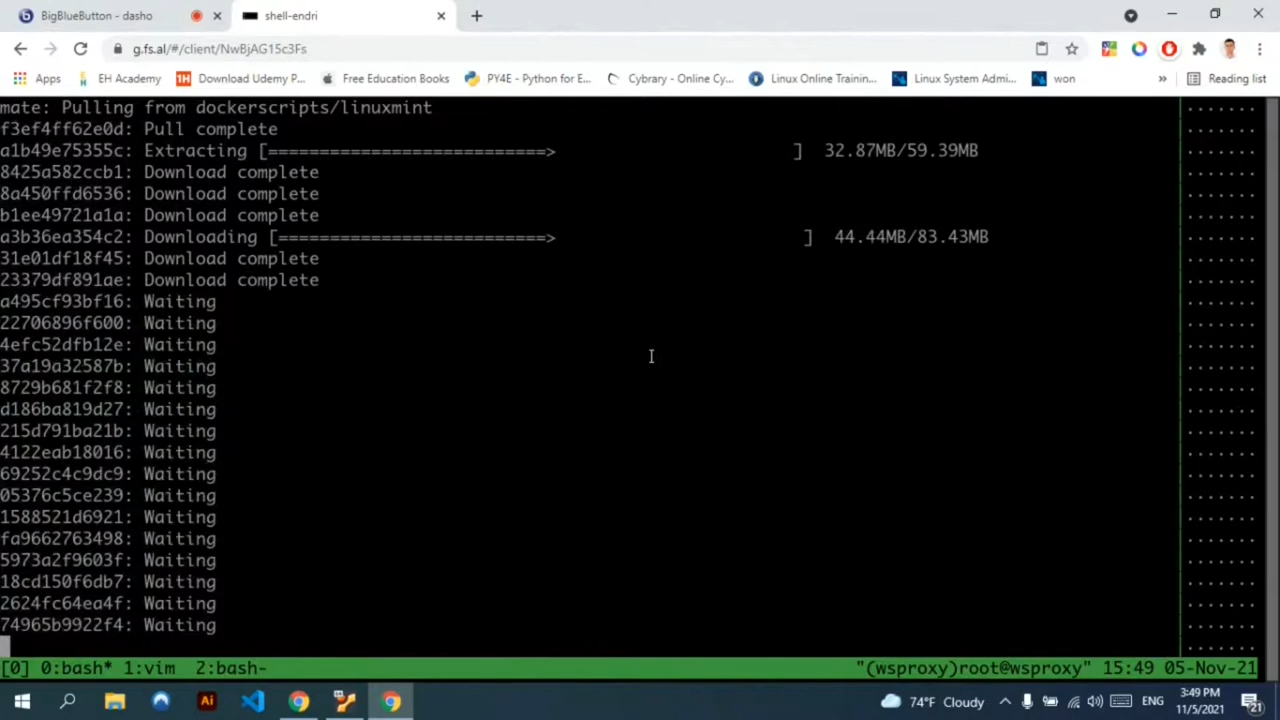 BigBlueButton - dasho
shell-endri
g.fs.al/#/client/NwBjAG15c3Fs
Apps EH Academy Download Udemy P... Free Education Books PY4E - Python for E... Cybrary - Online Cy... Linux Online Trainin... Linux System Admi... won » Reading list
mate: Pulling from dockerscripts/linuxmint
f3ef4ff62e0d: Pull complete
a1b49e75355c: Extracting [===========================> ] 32.87MB/59.39MB
8425a582ccb1: Download complete
8a450ffd6536: Download complete
b1ee49721a1a: Download complete
a3b36ea354c2: Downloading [==========================> ] 44.44MB/83.43MB
31e01df18f45: Download complete
23379df891ae: Download complete
a495cf93bf16: Waiting
22706896f600: Waiting
4efc52dfb12e: Waiting
37a19a32587b: Waiting
8729b681f2f8: Waiting
d186ba819d27: Waiting
215d791ba21b: Waiting
4122eab18016: Waiting
69252c4c9dc9: Waiting
05376c5ce239: Waiting
1588521d6921: Waiting
fa9662763498: Waiting
5973a2f9603f: Waiting
18cd150f6db7: Waiting
2624fc64ea4f: Waiting
74965b9922f4: Waiting
[0] 0:bash* 1:vim 2:bash- "(wsproxy)root@wsproxy" 15:49 05-Nov-21
Ai 74°F Cloudy ENG 3:49 PM
11/5/2021 21